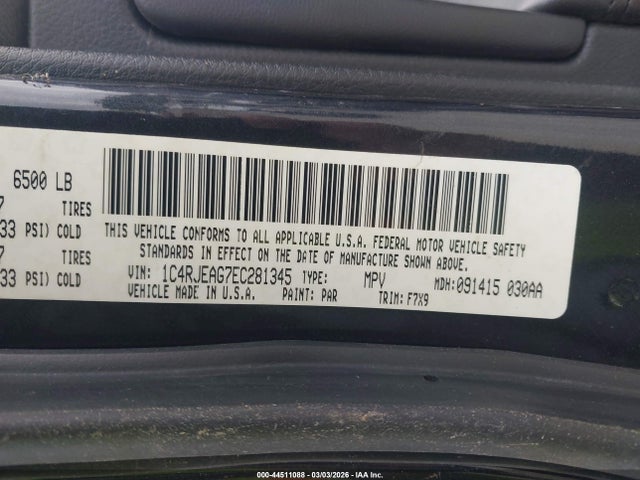 6500 LB
7 TIRES
33 PSI) COLD
7 TIRES
33 PSI) COLD
THIS VEHICLE CONFORMS TO ALL APPLICABLE U.S.A. FEDERAL MOTOR VEHICLE SAFETY
STANDARDS IN EFFECT ON THE DATE OF MANUFACTURE SHOWN ABOVE.
VIN: 1C4RJEAG7EC281345 TYPE: MPV MDH: 091415 030AA
VEHICLE MADE IN U.S.A. PAINT: PAR TRIM: F7X9
000-44511088 - 03/03/2026 - IAA Inc.